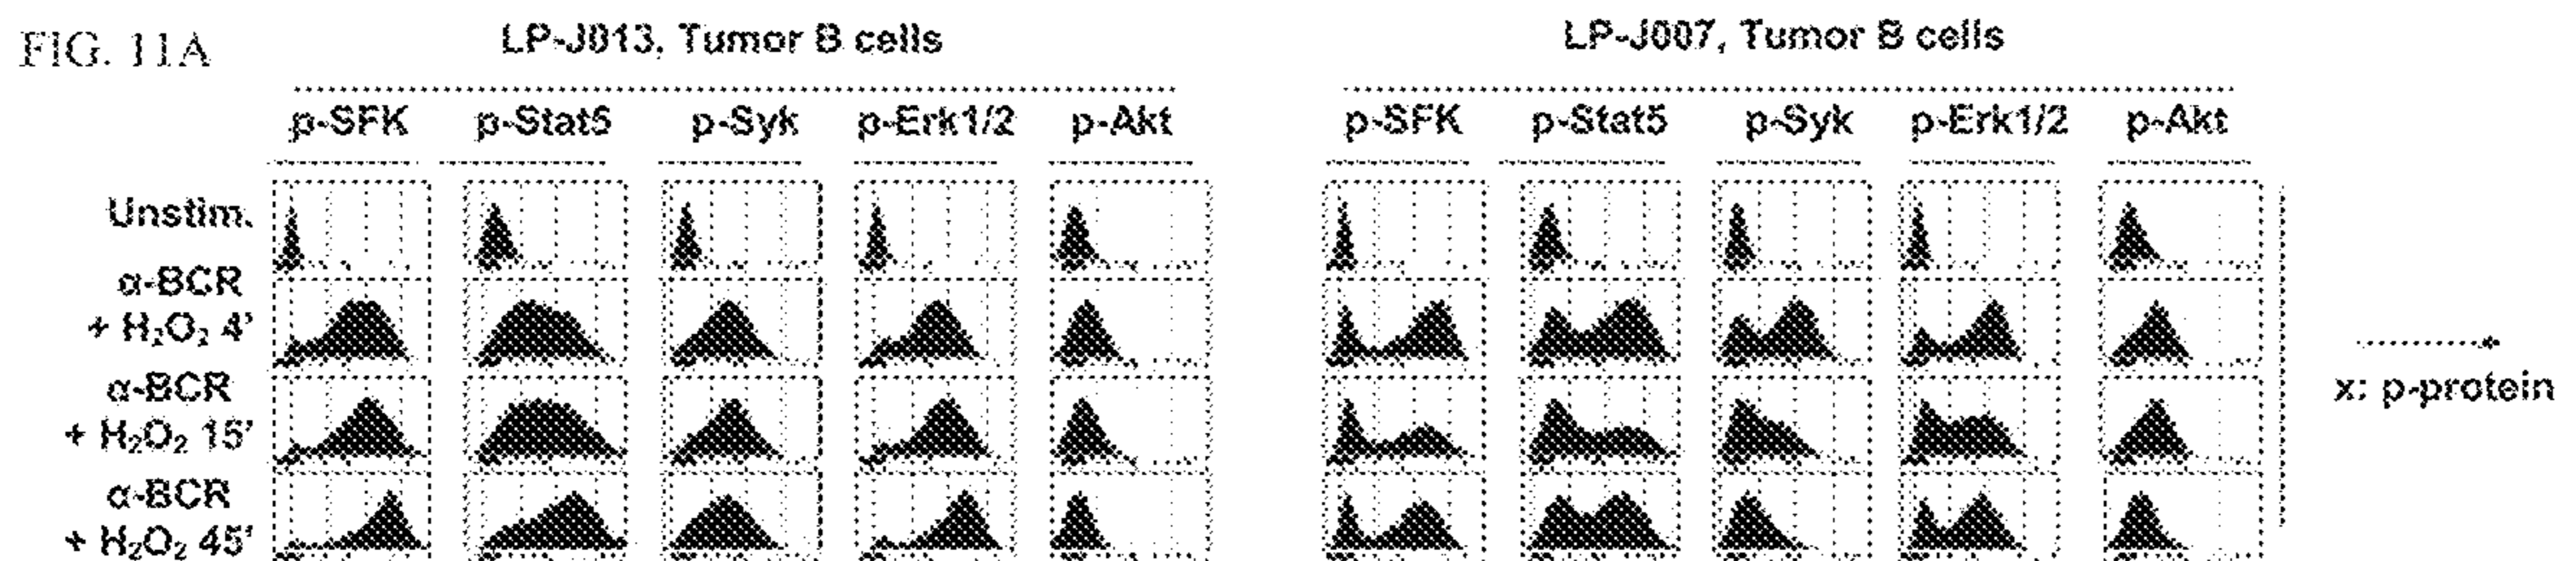 FIG. 11A
LP-J013, Tumor B cells
LP-J007, Tumor B cells
p-SFK p-Stat5 p-Syk p-Erk1/2 p-Akt
p-SFK p-Stat5 p-Syk p-Erk1/2 p-Akt
Unstim.
α-BCR
+ H₂O₂ 4'
α-BCR
+ H₂O₂ 15'
α-BCR
+ H₂O₂ 45'
x: p-protein